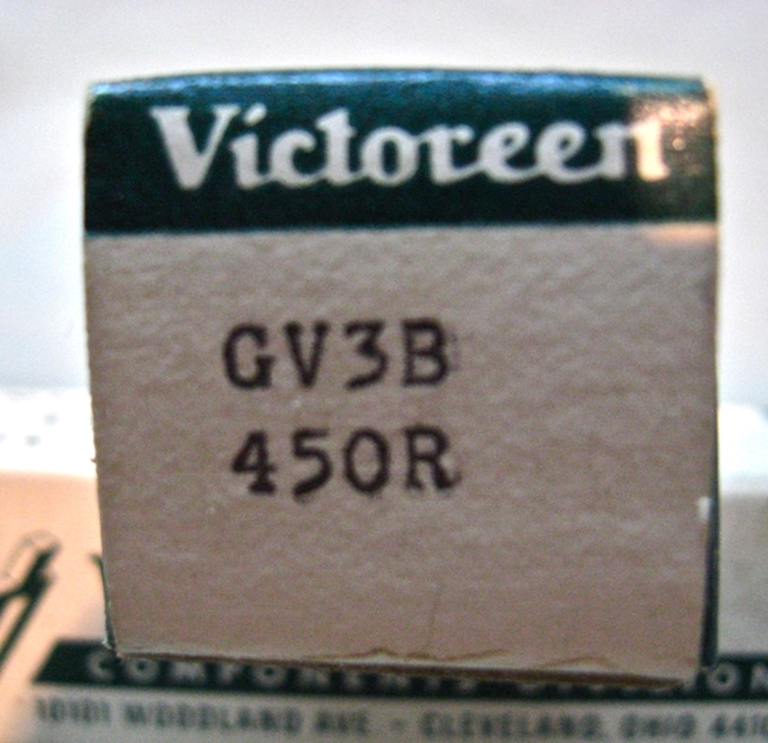 Victoreen
GV3B
450R
COMPONENTS DIVISION
10101 WOODLAND AVE. - CLEVELAND, OHIO